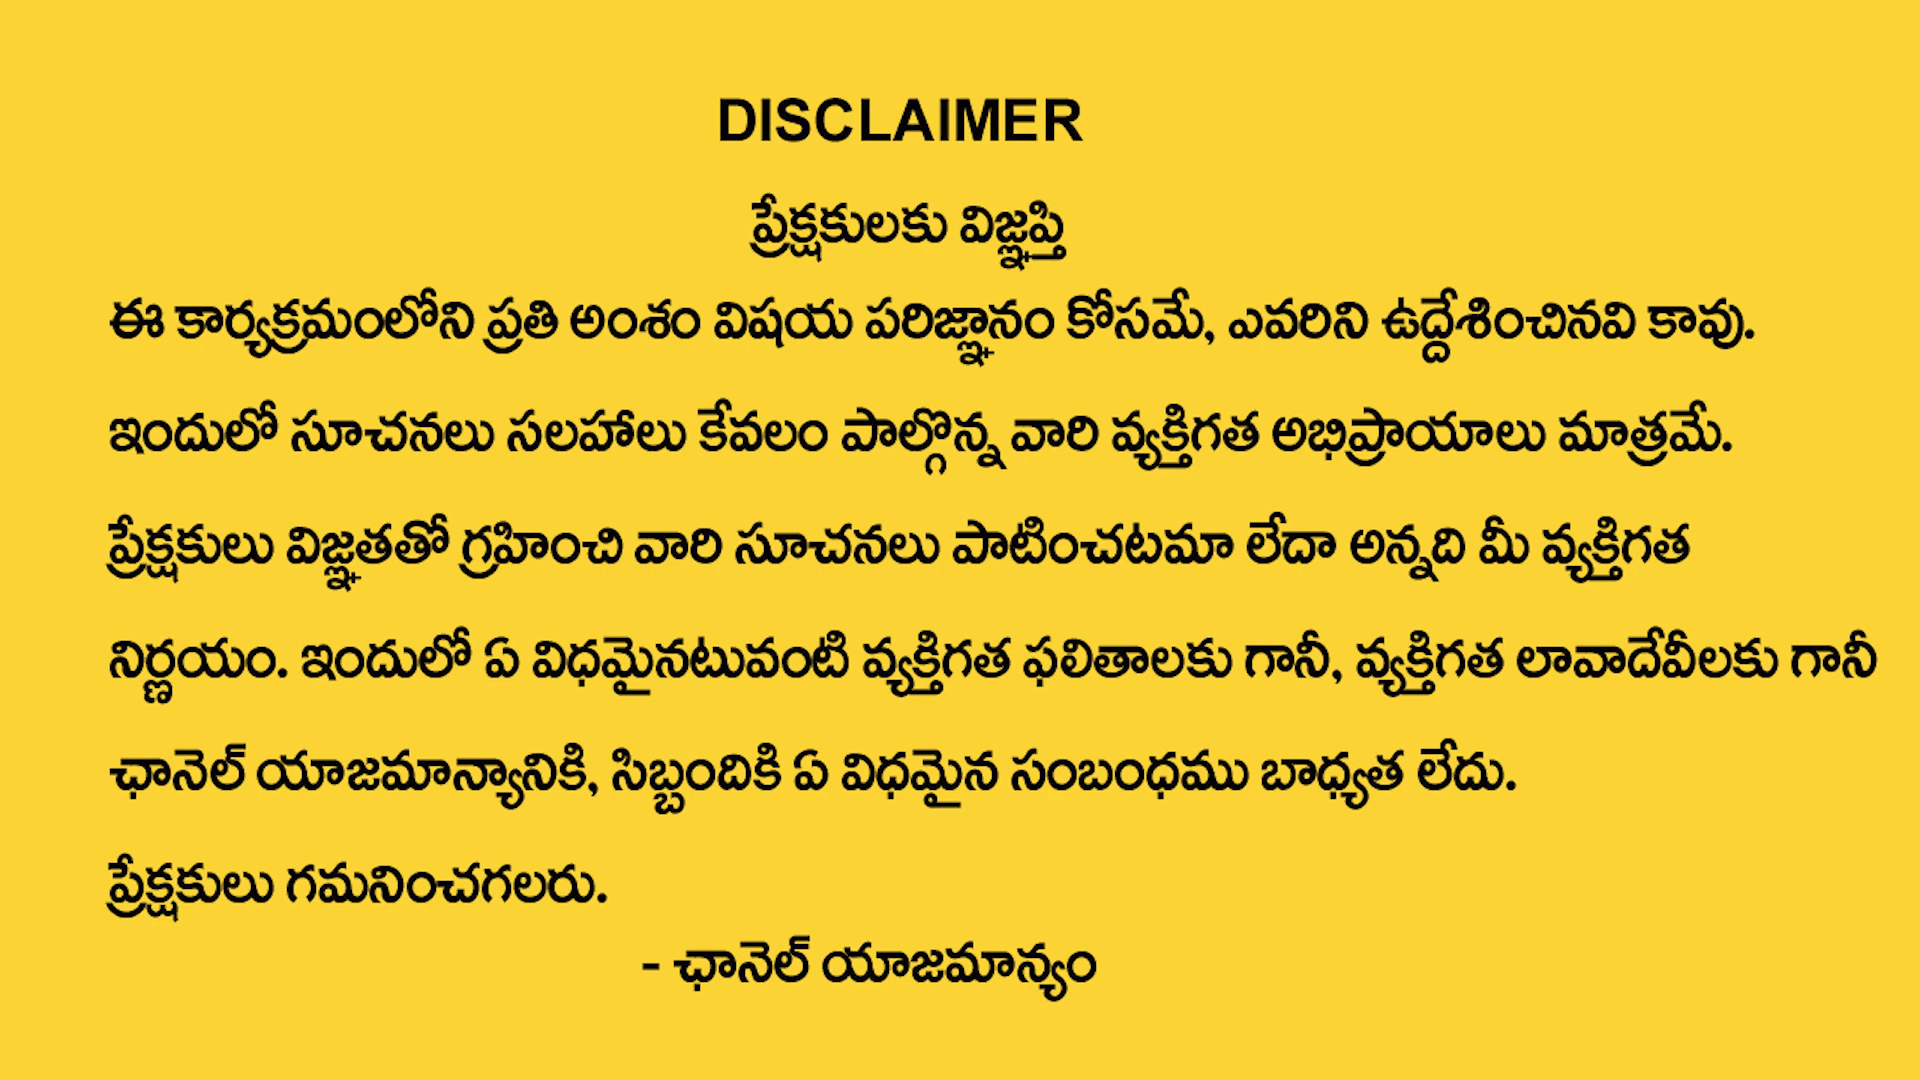 DISCLAIMER
ప్రేక్షకులకు విజ్ఞప్తి
ఈ కార్యక్రమంలోని ప్రతి అంశం విషయ పరిజ్ఞానం కోసమే, ఎవరిని ఉద్దేశించినవి కావు.
ఇందులో సూచనలు సలహాలు కేవలం పాల్గొన్న వారి వ్యక్తిగత అభిప్రాయాలు మాత్రమే.
ప్రేక్షకులు విజ్ఞతతో గ్రహించి వారి సూచనలు పాటించటమా లేదా అన్నది మీ వ్యక్తిగత
నిర్ణయం. ఇందులో ఏ విధమైనటువంటి వ్యక్తిగత ఫలితాలకు గానీ, వ్యక్తిగత లావాదేవీలకు గానీ
ఛానెల్ యాజమాన్యానికి, సిబ్బందికి ఏ విధమైన సంబంధము బాధ్యత లేదు.
ప్రేక్షకులు గమనించగలరు.
- ఛానెల్ యాజమాన్యం